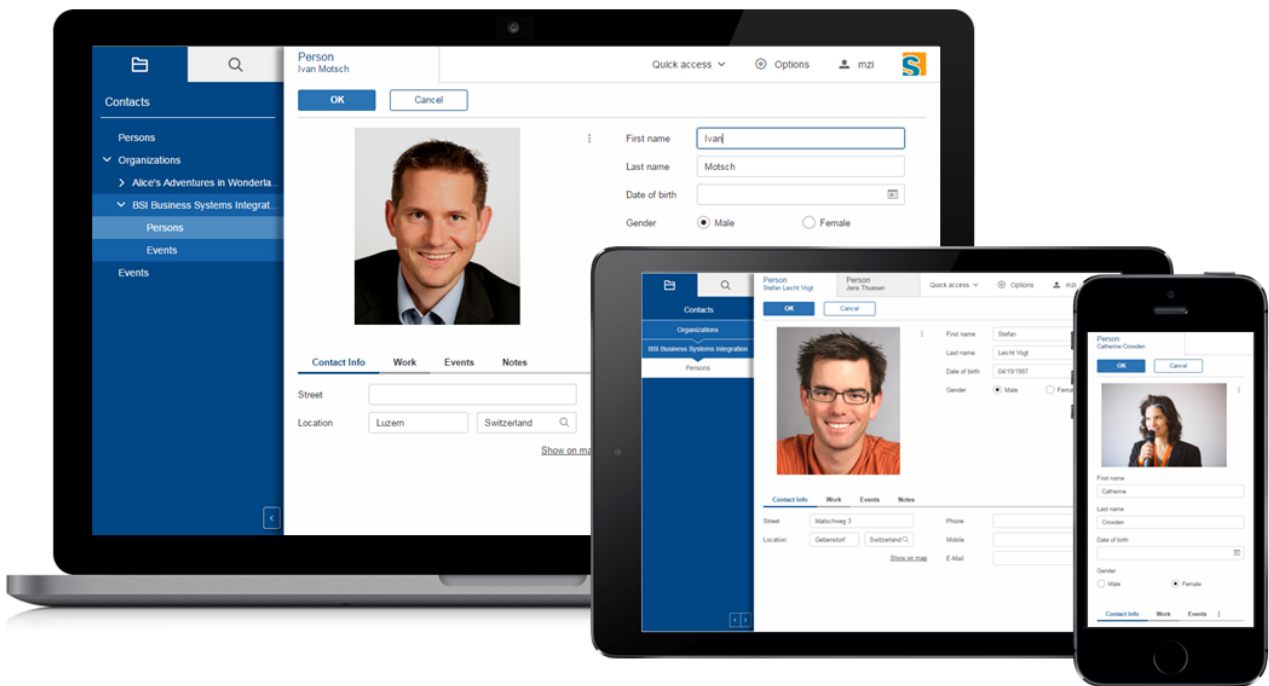 Person
Ivan Motsch
Quick access
Options
mzi
S
Contacts
OK
Cancel
Persons
Organizations
Alice's Adventures in Wonderla...
BSI Business Systems Integrat...
Persons
Events
Events
First name
Ivan
Last name
Motsch
Date of birth
Gender
Male
Female
Contact Info Work Events Notes
Street
Location
Luzern
Switzerland
Show on ma
Person
Stefan Leicht Vogt
Person
Jens Thuesen
Quick access
Options
mzi
Contacts
Organizations
BSI Business Systems Integration
Persons
OK
Cancel
First name
Stefan
Last name
Leicht Vogt
Date of birth
04/19/1967
Gender
Male
Femal
Contact Info Work Events Notes
Street
Matschweg 3
Phone
Location
Gebenstorf
Switzerland
Mobile
Show on map
E-Mail
Person
Catherine Crowden
OK
Cancel
First name
Catherine
Last name
Crowden
Date of birth
Gender
Male
Female
Contact Info Work Events